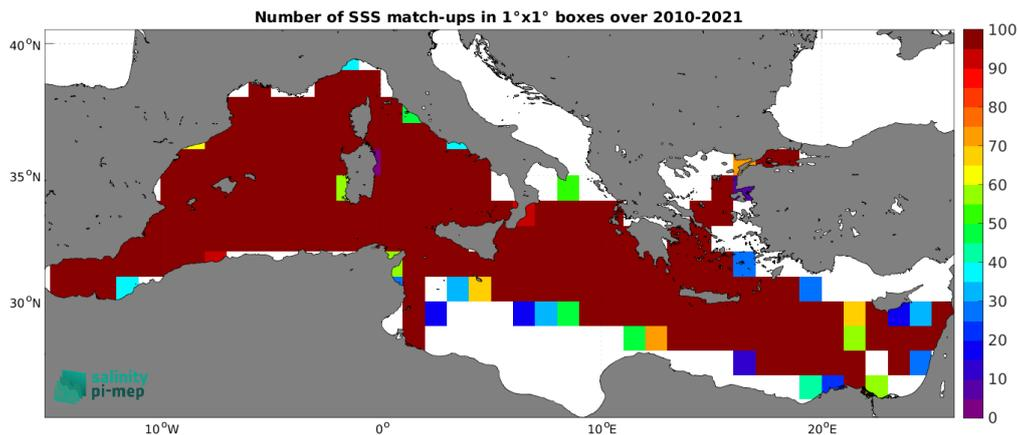 Number of SSS match-ups in 1°x1° boxes over 2010-2021
40°N
35°N
30°N
10°W
0°
10°E
20°E
100
90
80
70
60
50
40
30
20
10
0
salinity
pi-mep